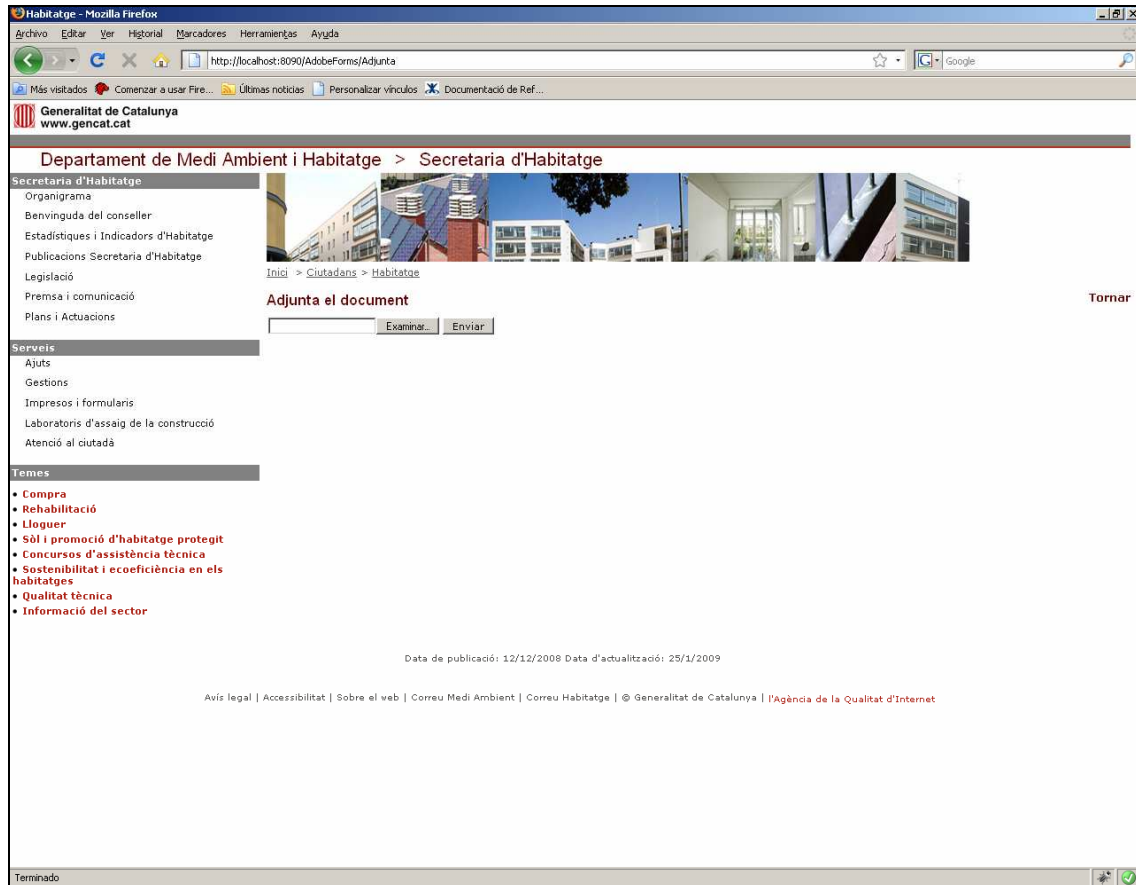 Habitatge - Mozilla Firefox
Archivo Editar Ver Historial Marcadores Herramientas Ayuda
http://localhost:8090/AdobeForms/Adjunta
Google
Más visitados Comenzar a usar Fire... Últimas noticias Personalizar vínculos Documentació de Ref...
Generalitat de Catalunya
www.gencat.cat
Departament de Medi Ambient i Habitatge > Secretaria d'Habitatge
Secretaria d'Habitatge
Organigrama
Benvinguda del conseller
Estadístiques i Indicadors d'Habitatge
Publicacions Secretaria d'Habitatge
Legislació
Premsa i comunicació
Plans i Actuacions
Serveis
Ajuts
Gestions
Impresos i formularis
Laboratoris d'assaig de la construcció
Atenció al ciutadà
Temes
• Compra
• Rehabilitació
• Lloguer
• Sòl i promoció d'habitatge protegit
• Concursos d'assistència tècnica
• Sostenibilitat i ecoeficiència en els
habitatges
• Qualitat tècnica
• Informació del sector
Inici > Ciutadans > Habitatge
Adjunta el document
Tornar
Examinar... Enviar
Data de publicació: 12/12/2008 Data d'actualització: 25/1/2009
Avís legal | Accessibilitat | Sobre el web | Correu Medi Ambient | Correu Habitatge | © Generalitat de Catalunya | l'Agència de la Qualitat d'Internet
Terminado